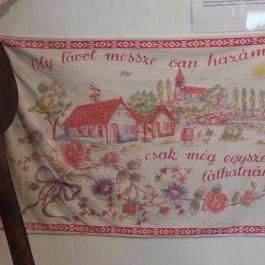 Oly távol messze van hazám
csak még egyszer
láthatnám